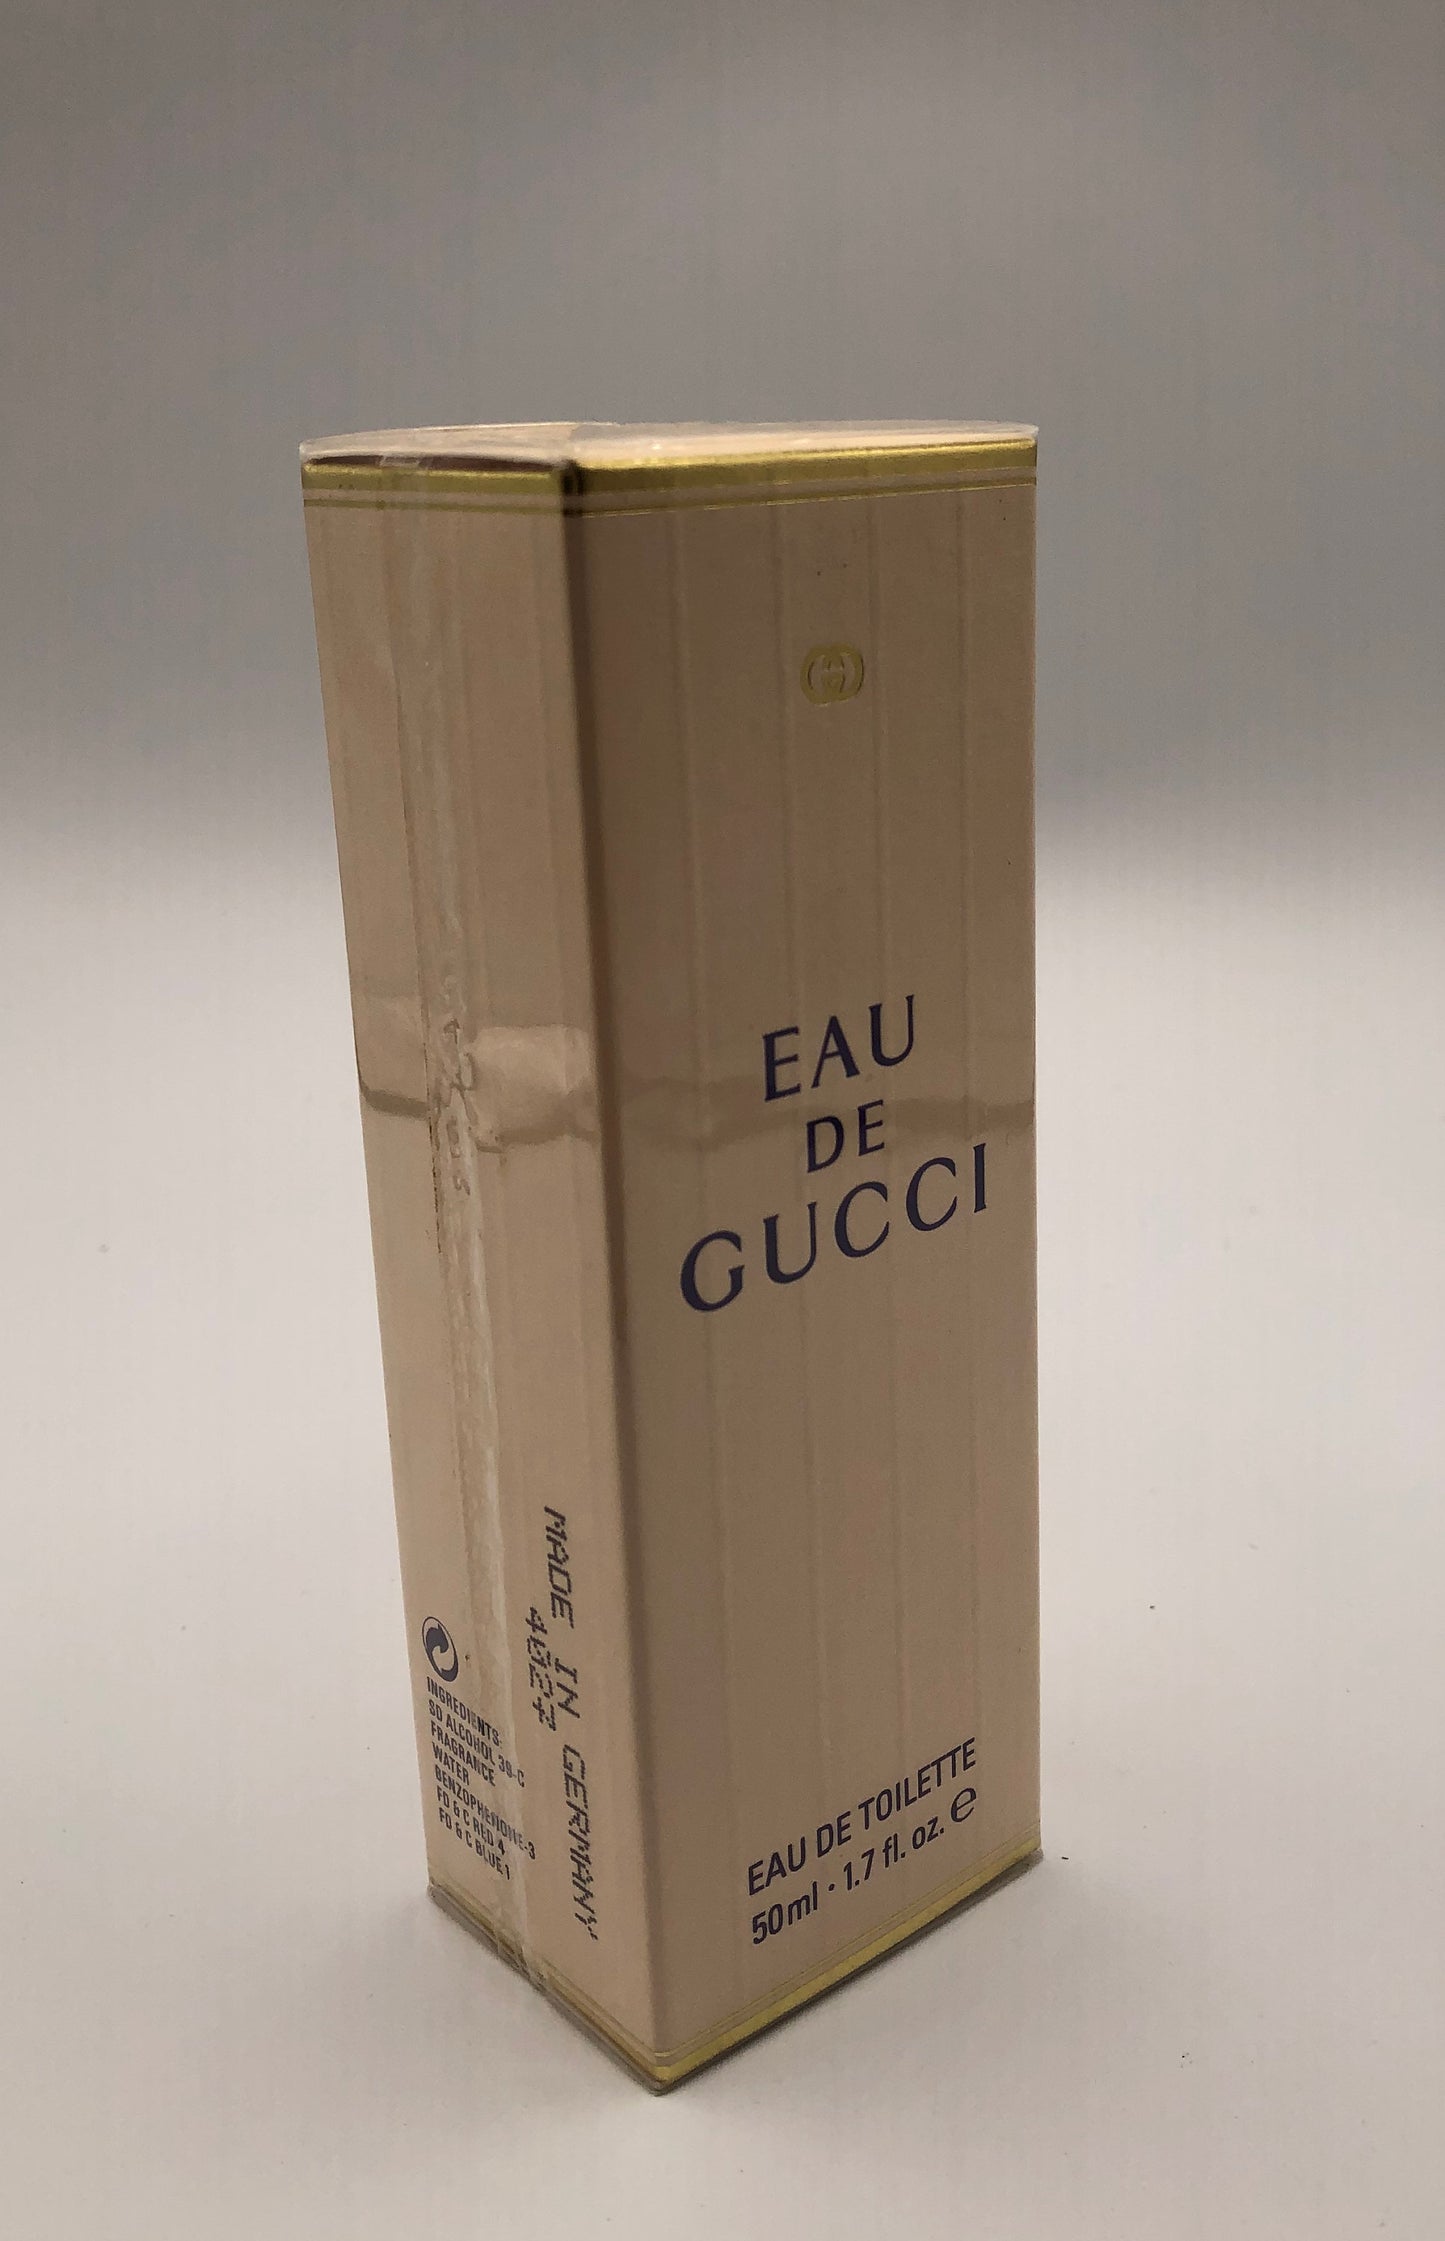 EAU
DE
GUCCI
EAU DE TOILETTE
50ml · 1.7 fl. oz. ℮
MADE IN GERMANY
4827
INGREDIENTS:
SD ALCOHOL 39-C
FRAGRANCE
WATER
BENZOPHENONE-3
FD & C RED 4
FD & C BLUE 1